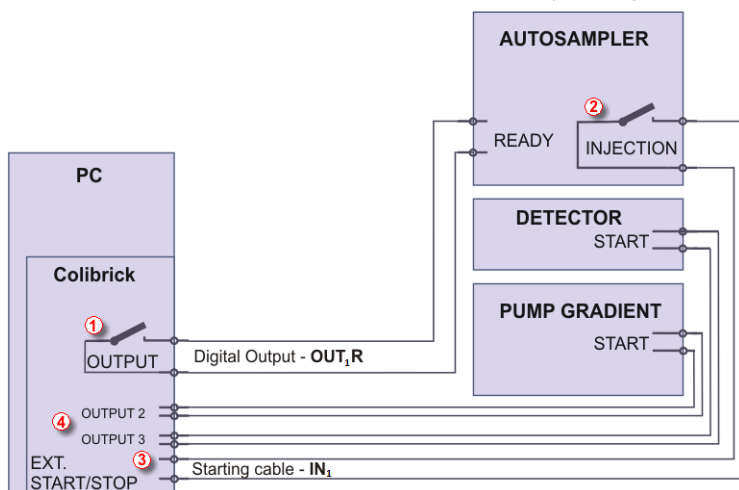 AUTOSAMPLER
2
READY
INJECTION
PC
DETECTOR
START
Colibrick
PUMP GRADIENT
1
START
OUTPUT
Digital Output - OUT₁R
OUTPUT 2
4
OUTPUT 3
3
EXT.
START/STOP
Starting cable - IN₁